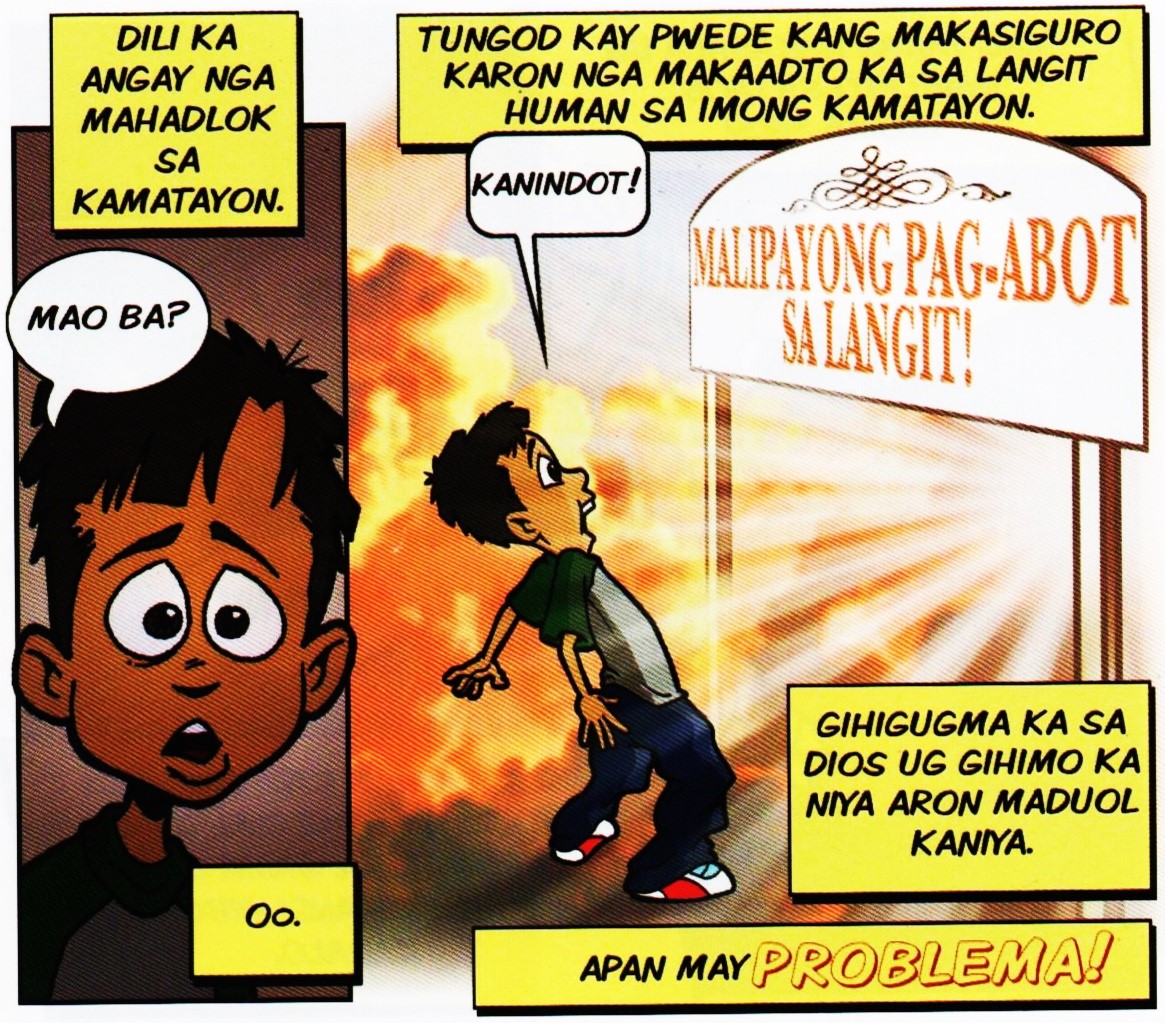 DILI KA
ANGAY NGA
MAHADLOK
SA
KAMATAYON.
MAO BA?
Oo.
TUNGOD KAY PWEDE KANG MAKASIGURO
KARON NGA MAKAADTO KA SA LANGIT
HUMAN SA IMONG KAMATAYON.
KANINDOT!
MALIPAYONG PAG-ABOT
SA LANGIT!
GIHIGUGMA KA SA
DIOS UG GIHIMO KA
NIYA ARON MADUOL
KANIYA.
APAN MAY PROBLEMA!